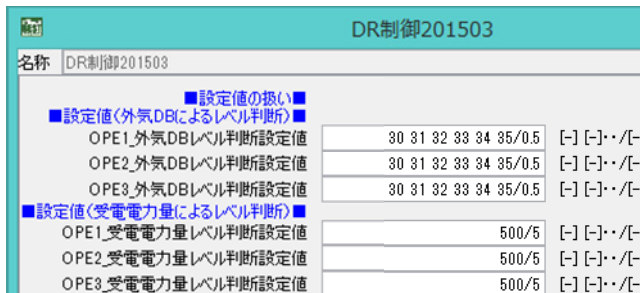 DR制御201503
名称 DR制御201503
■設定値の扱い■
■設定値(外気DBによるレベル判断)■
OPE1_外気DBレベル判断設定値 30 31 32 33 34 35/0.5 [-] [-]・・/[-
OPE2_外気DBレベル判断設定値 30 31 32 33 34 35/0.5 [-] [-]・・/[-
OPE3_外気DBレベル判断設定値 30 31 32 33 34 35/0.5 [-] [-]・・/[-
■設定値(受電電力量によるレベル判断)■
OPE1_受電電力量レベル判断設定値 500/5 [-] [-]・・/[-
OPE2_受電電力量レベル判断設定値 500/5 [-] [-]・・/[-
OPE3_受電電力量レベル判断設定値 500/5 [-] [-]・・/[-